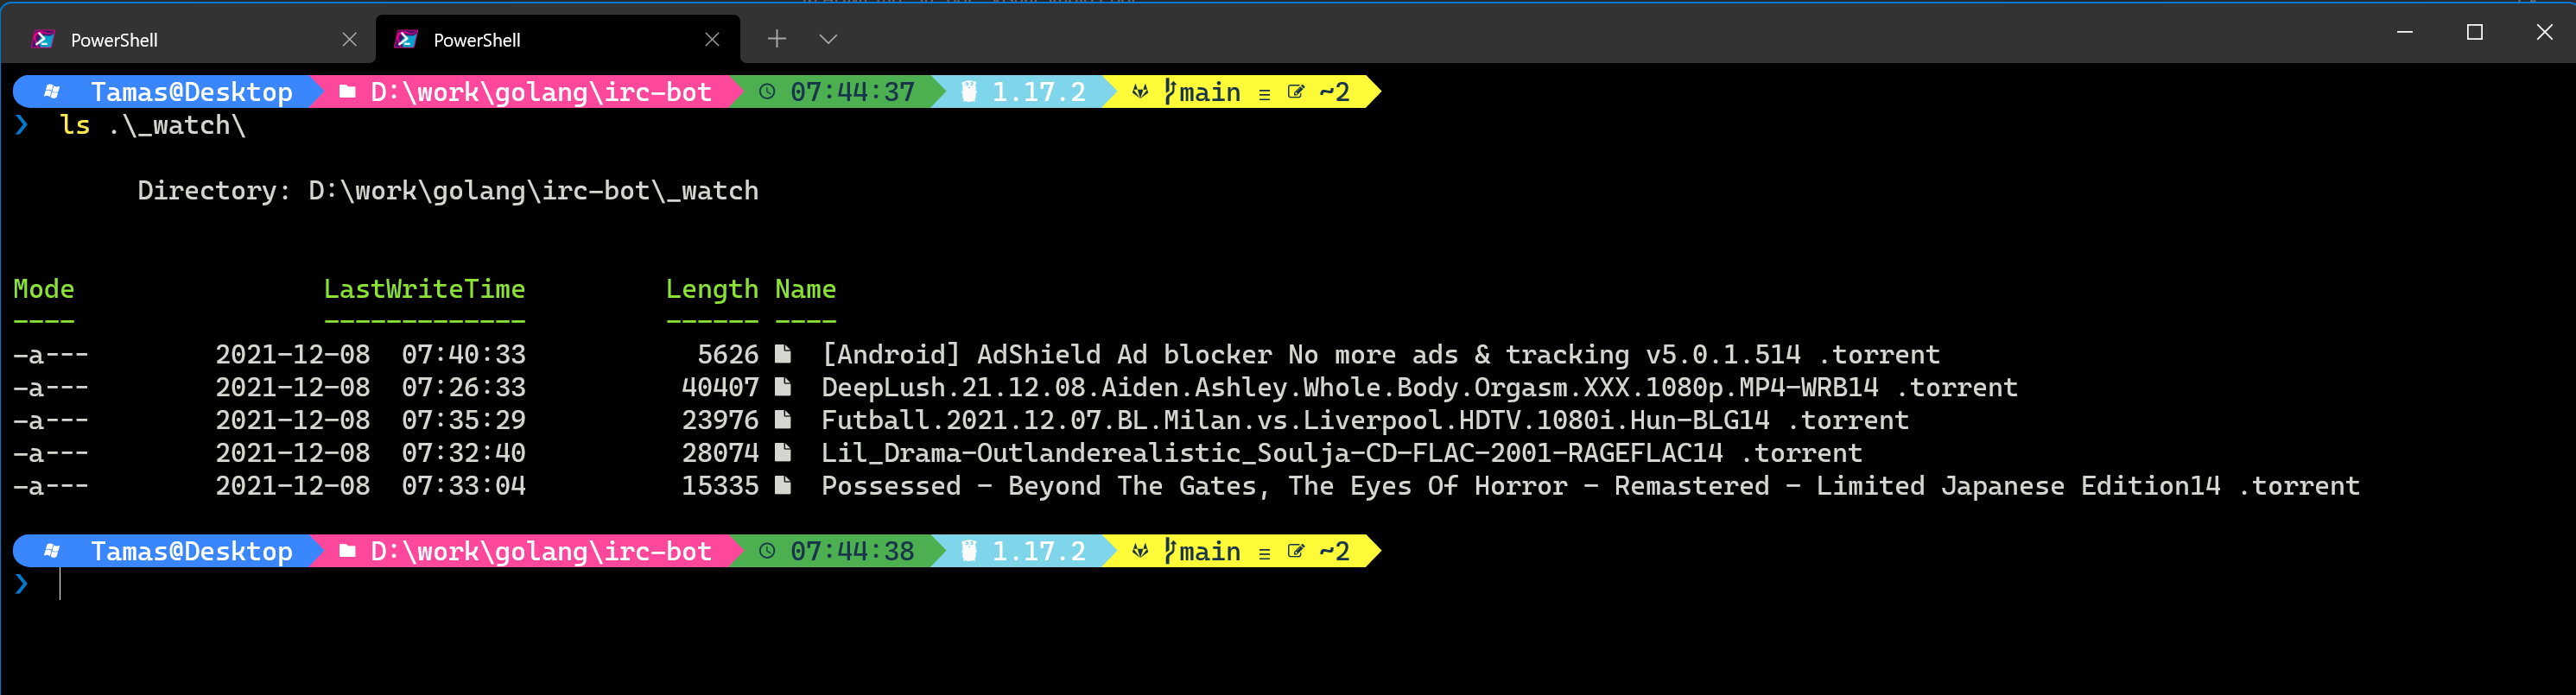 PowerShell PowerShell
Tamas@Desktop D:\work\golang\irc-bot 07:44:37 1.17.2 main ≡ ~2
❯ ls .\_watch\
Directory: D:\work\golang\irc-bot\_watch
Mode LastWriteTime Length Name
---- ------------- ------ ----
-a--- 2021-12-08 07:40:33 5626 [Android] AdShield Ad blocker No more ads & tracking v5.0.1.514 .torrent
-a--- 2021-12-08 07:26:33 40407 DeepLush.21.12.08.Aiden.Ashley.Whole.Body.Orgasm.XXX.1080p.MP4-WRB14 .torrent
-a--- 2021-12-08 07:35:29 23976 Futball.2021.12.07.BL.Milan.vs.Liverpool.HDTV.1080i.Hun-BLG14 .torrent
-a--- 2021-12-08 07:32:40 28074 Lil_Drama-Outlanderealistic_Soulja-CD-FLAC-2001-RAGEFLAC14 .torrent
-a--- 2021-12-08 07:33:04 15335 Possessed - Beyond The Gates, The Eyes Of Horror - Remastered - Limited Japanese Edition14 .torrent
Tamas@Desktop D:\work\golang\irc-bot 07:44:38 1.17.2 main ≡ ~2
❯